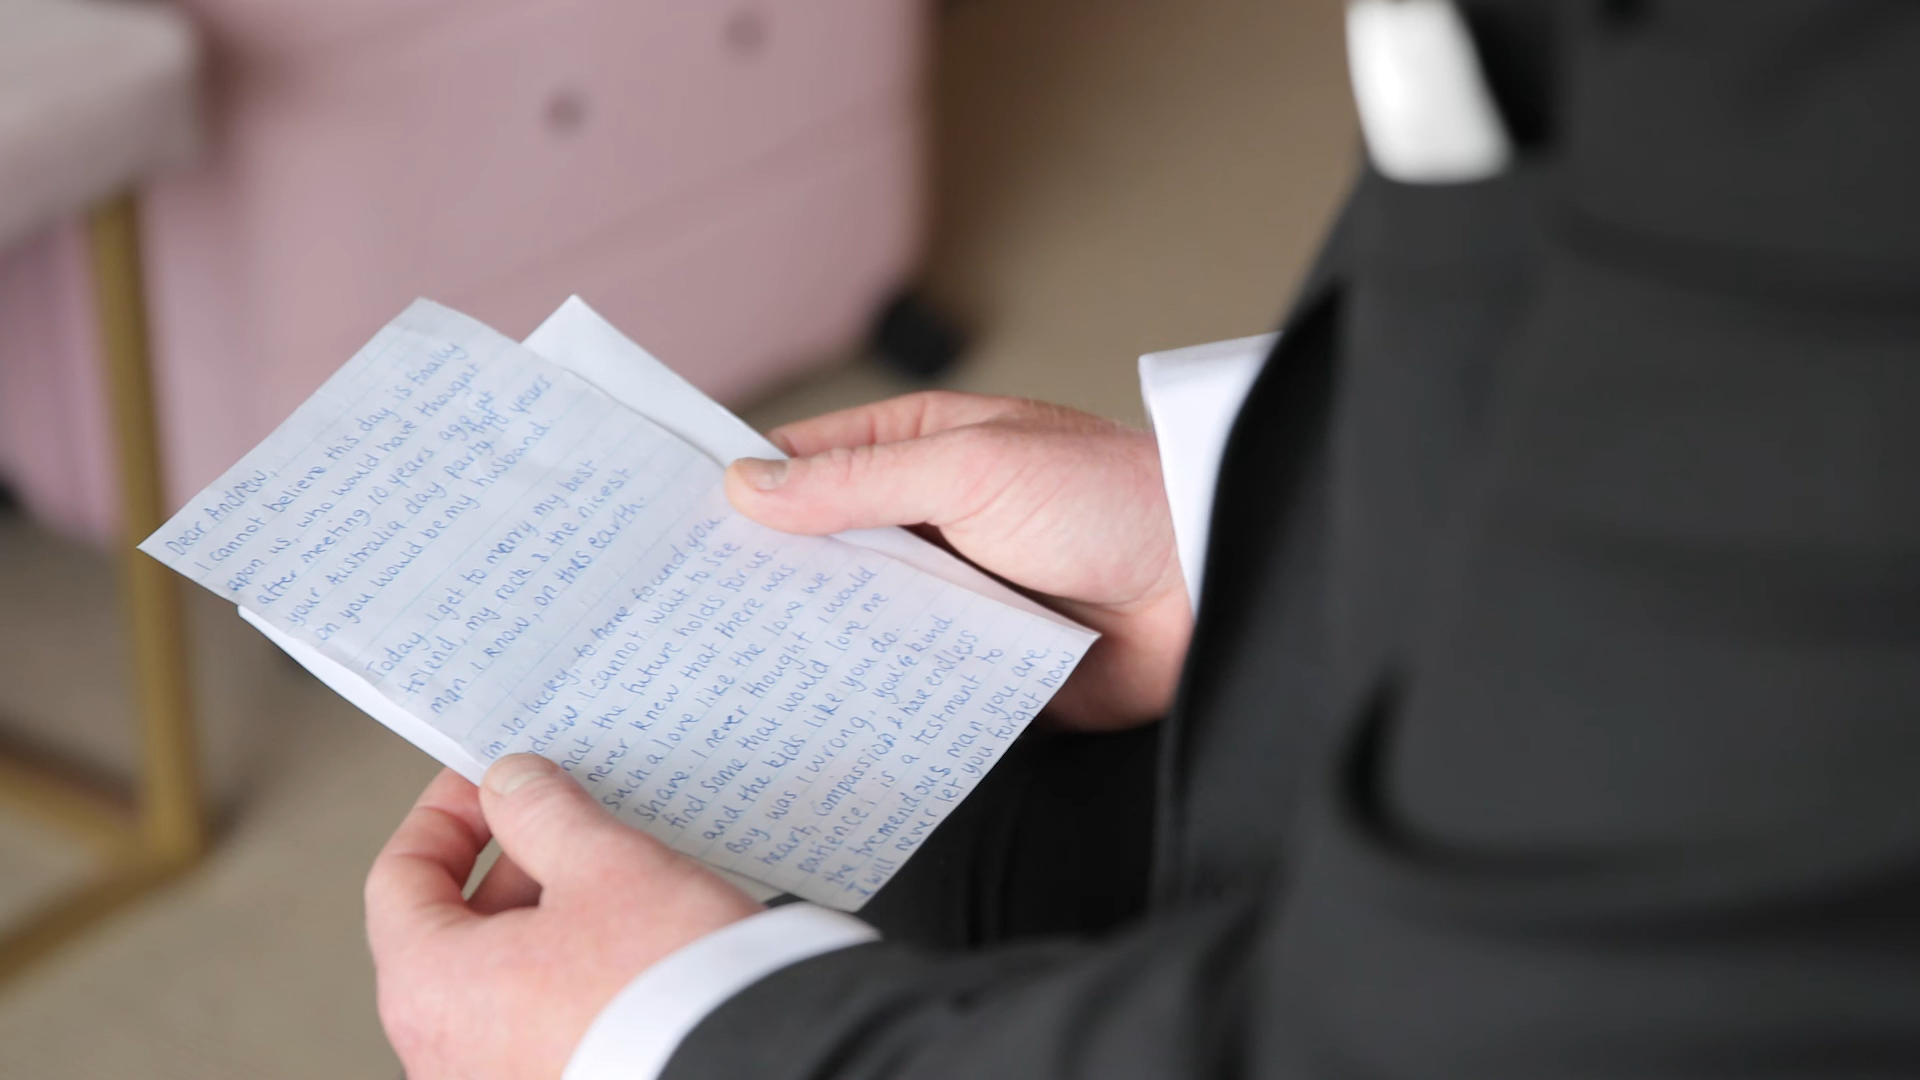 Dear Andrew,
I cannot believe this day is finally
upon us, who would have thought
after meeting 10 years ago at
your Australia day party that 10 years
on you would be my husband.
Today I get to marry my best
friend, my rock & the nicest
man I know, on this earth.
I'm so lucky to have found you
Andrew. I cannot wait to see
what the future holds for us.
never knew that there was
such a love like the love we
share. I never thought I would
find some that would love me
and the kids like you do.
Boy was I wrong. you're kind
heart, compassion & have endless
patience is a testment to
the tremendous man you are.
I will never let you forget how